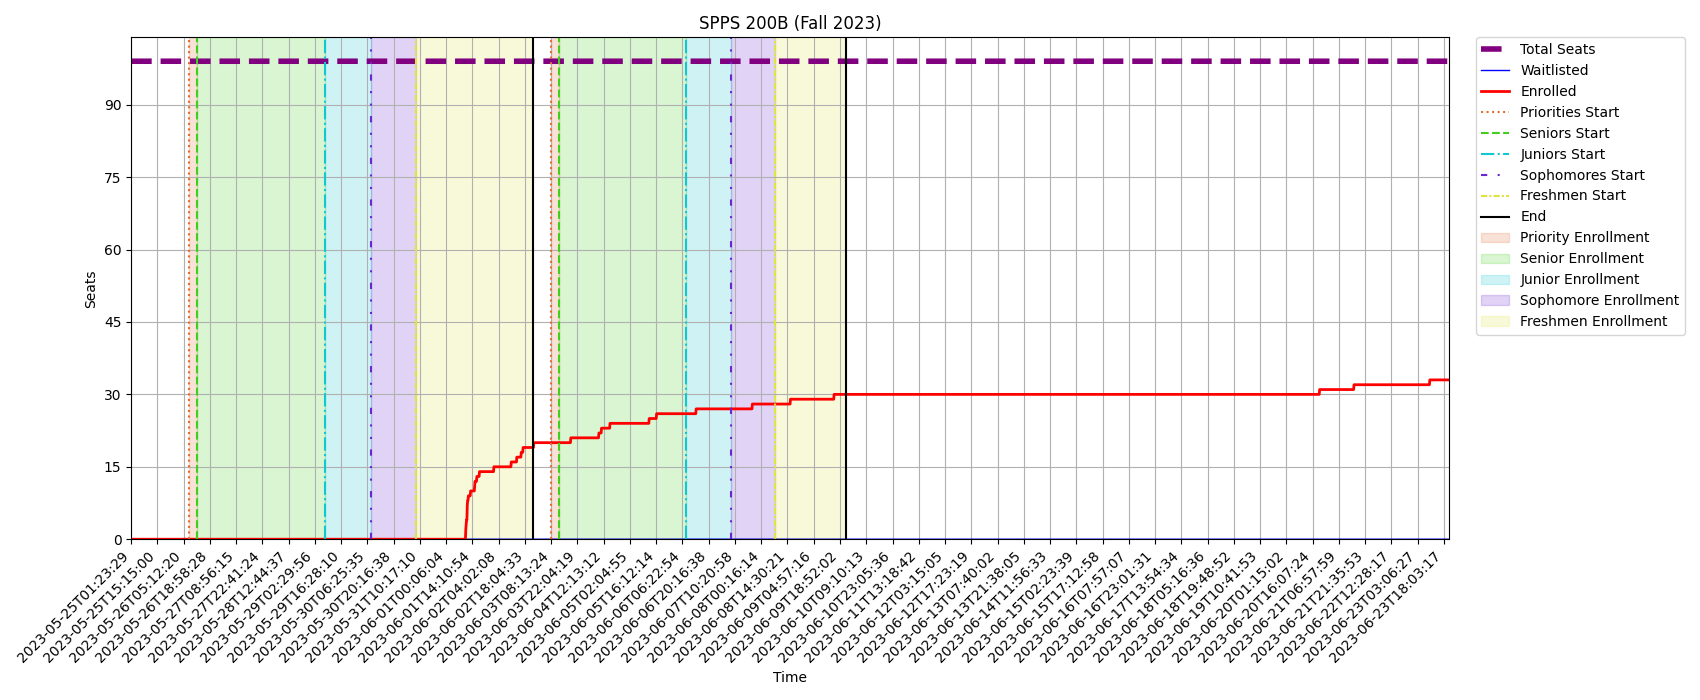 SPPS 200B (Fall 2023)
Total Seats
Waitlisted
Enrolled
Priorities Start
Seniors Start
Juniors Start
Sophomores Start
Freshmen Start
End
Priority Enrollment
Senior Enrollment
Junior Enrollment
Sophomore Enrollment
Freshmen Enrollment
Seats
90
75
60
45
30
15
0
2023-05-25T01:23:29
2023-05-25T15:15:00
2023-05-26T05:12:20
2023-05-26T18:58:28
2023-05-27T08:56:15
2023-05-27T22:41:24
2023-05-28T12:44:37
2023-05-29T02:29:56
2023-05-29T16:28:10
2023-05-30T06:25:35
2023-05-30T20:16:38
2023-05-31T10:17:10
2023-06-01T00:06:04
2023-06-01T14:10:54
2023-06-02T04:02:08
2023-06-02T18:04:33
2023-06-03T08:13:24
2023-06-03T22:04:19
2023-06-04T12:13:12
2023-06-05T02:04:55
2023-06-05T16:12:14
2023-06-06T06:22:54
2023-06-06T20:16:38
2023-06-07T10:20:58
2023-06-08T00:16:14
2023-06-08T14:30:21
2023-06-09T04:57:16
2023-06-09T18:52:02
2023-06-10T09:10:13
2023-06-10T23:05:36
2023-06-11T13:18:42
2023-06-12T03:15:05
2023-06-12T17:23:19
2023-06-13T07:40:02
2023-06-13T21:38:05
2023-06-14T11:56:33
2023-06-15T02:23:39
2023-06-15T17:12:58
2023-06-16T07:57:07
2023-06-16T23:01:31
2023-06-17T13:54:34
2023-06-18T05:16:36
2023-06-18T19:48:52
2023-06-19T10:41:53
2023-06-20T01:15:02
2023-06-20T16:07:24
2023-06-21T06:57:59
2023-06-21T21:35:53
2023-06-22T12:28:17
2023-06-23T03:06:27
2023-06-23T18:03:17
Time